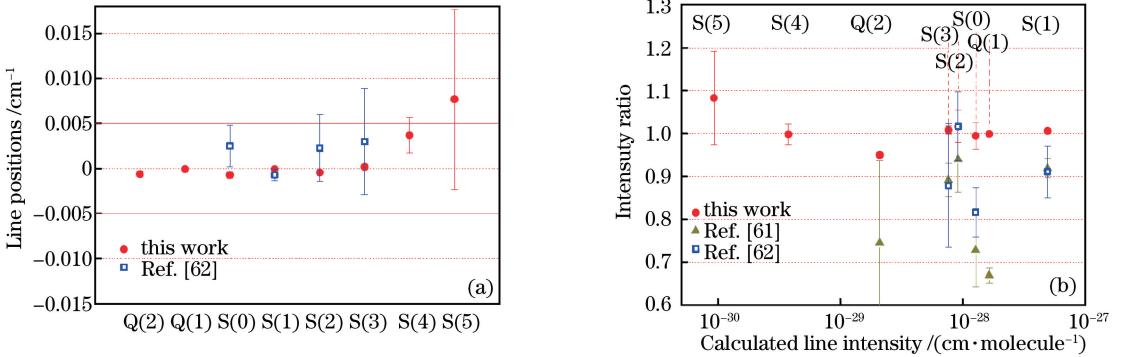 0.015
0.010
0.005
0
−0.005
−0.010
−0.015
Line positions /cm−1
this work
Ref. [62]
(a)
Q(2) Q(1) S(0) S(1) S(2) S(3) S(4) S(5)
1.3
1.2
1.1
1.0
0.9
0.8
0.7
0.6
Intensuty ratio
S(5) S(4) Q(2) S(3) S(2) S(0) Q(1) S(1)
this work
Ref. [61]
Ref. [62]
(b)
10−30 10−29 10−28 10−27
Calculated line intensity /(cm·molecule−1)